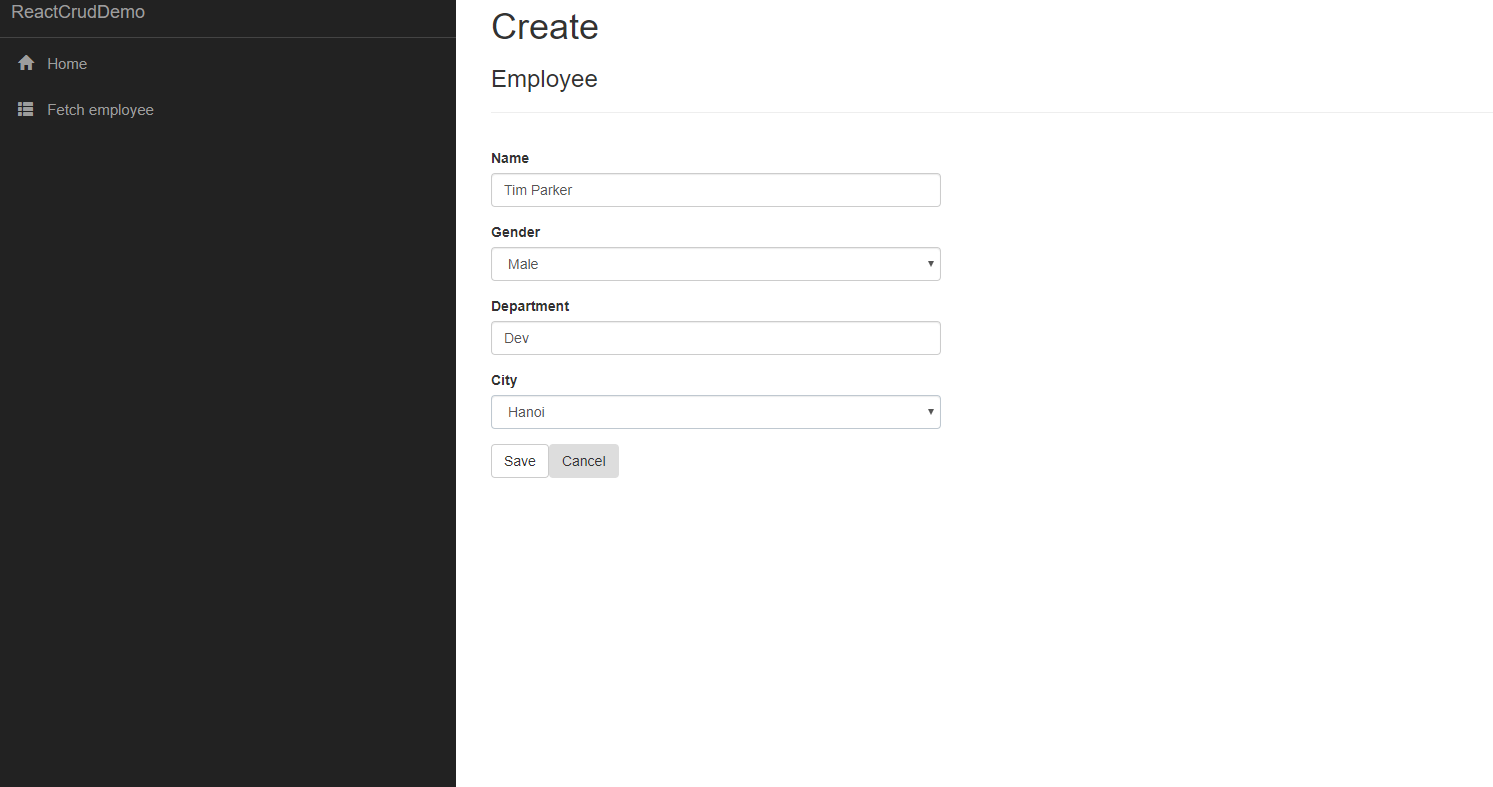 ReactCrudDemo
Home
Fetch employee
Create
Employee
Name
Tim Parker
Gender
Male
Department
Dev
City
Hanoi
Save Cancel